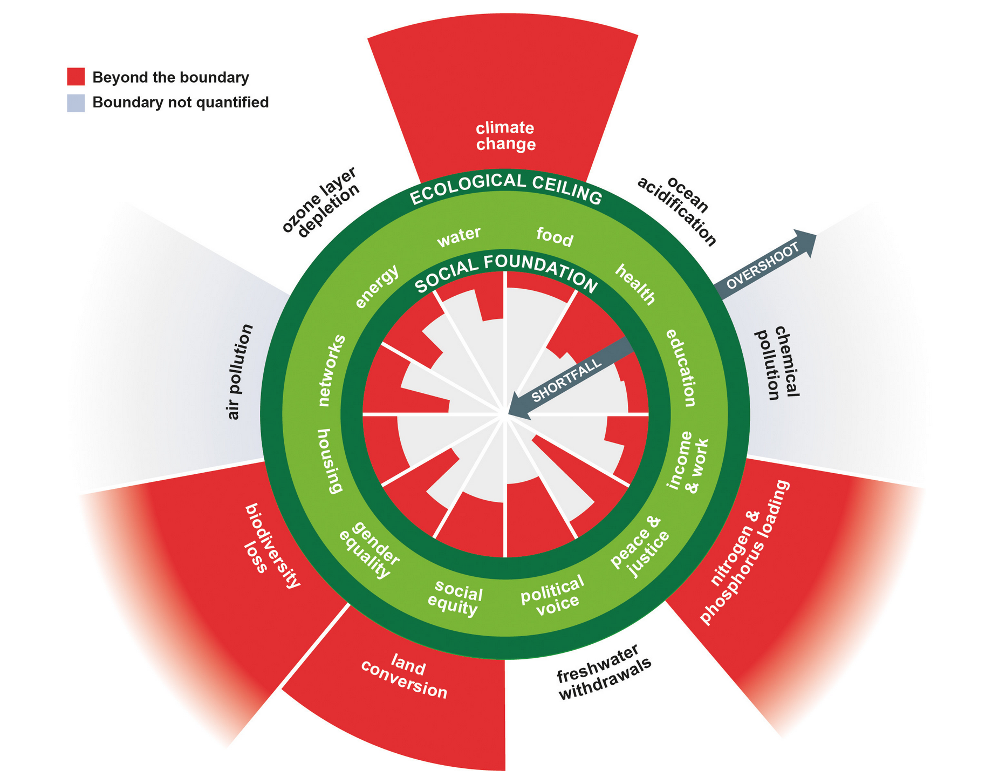 Beyond the boundary
Boundary not quantified
climate
change
ocean
acidification
chemical
pollution
nitrogen &
phosphorus loading
freshwater
withdrawals
land
conversion
biodiversity
loss
air pollution
ozone layer
depletion
ECOLOGICAL CEILING
OVERSHOOT
water
food
health
education
income
& work
peace &
justice
political
voice
social
equity
gender
equality
housing
networks
energy
SOCIAL FOUNDATION
SHORTFALL